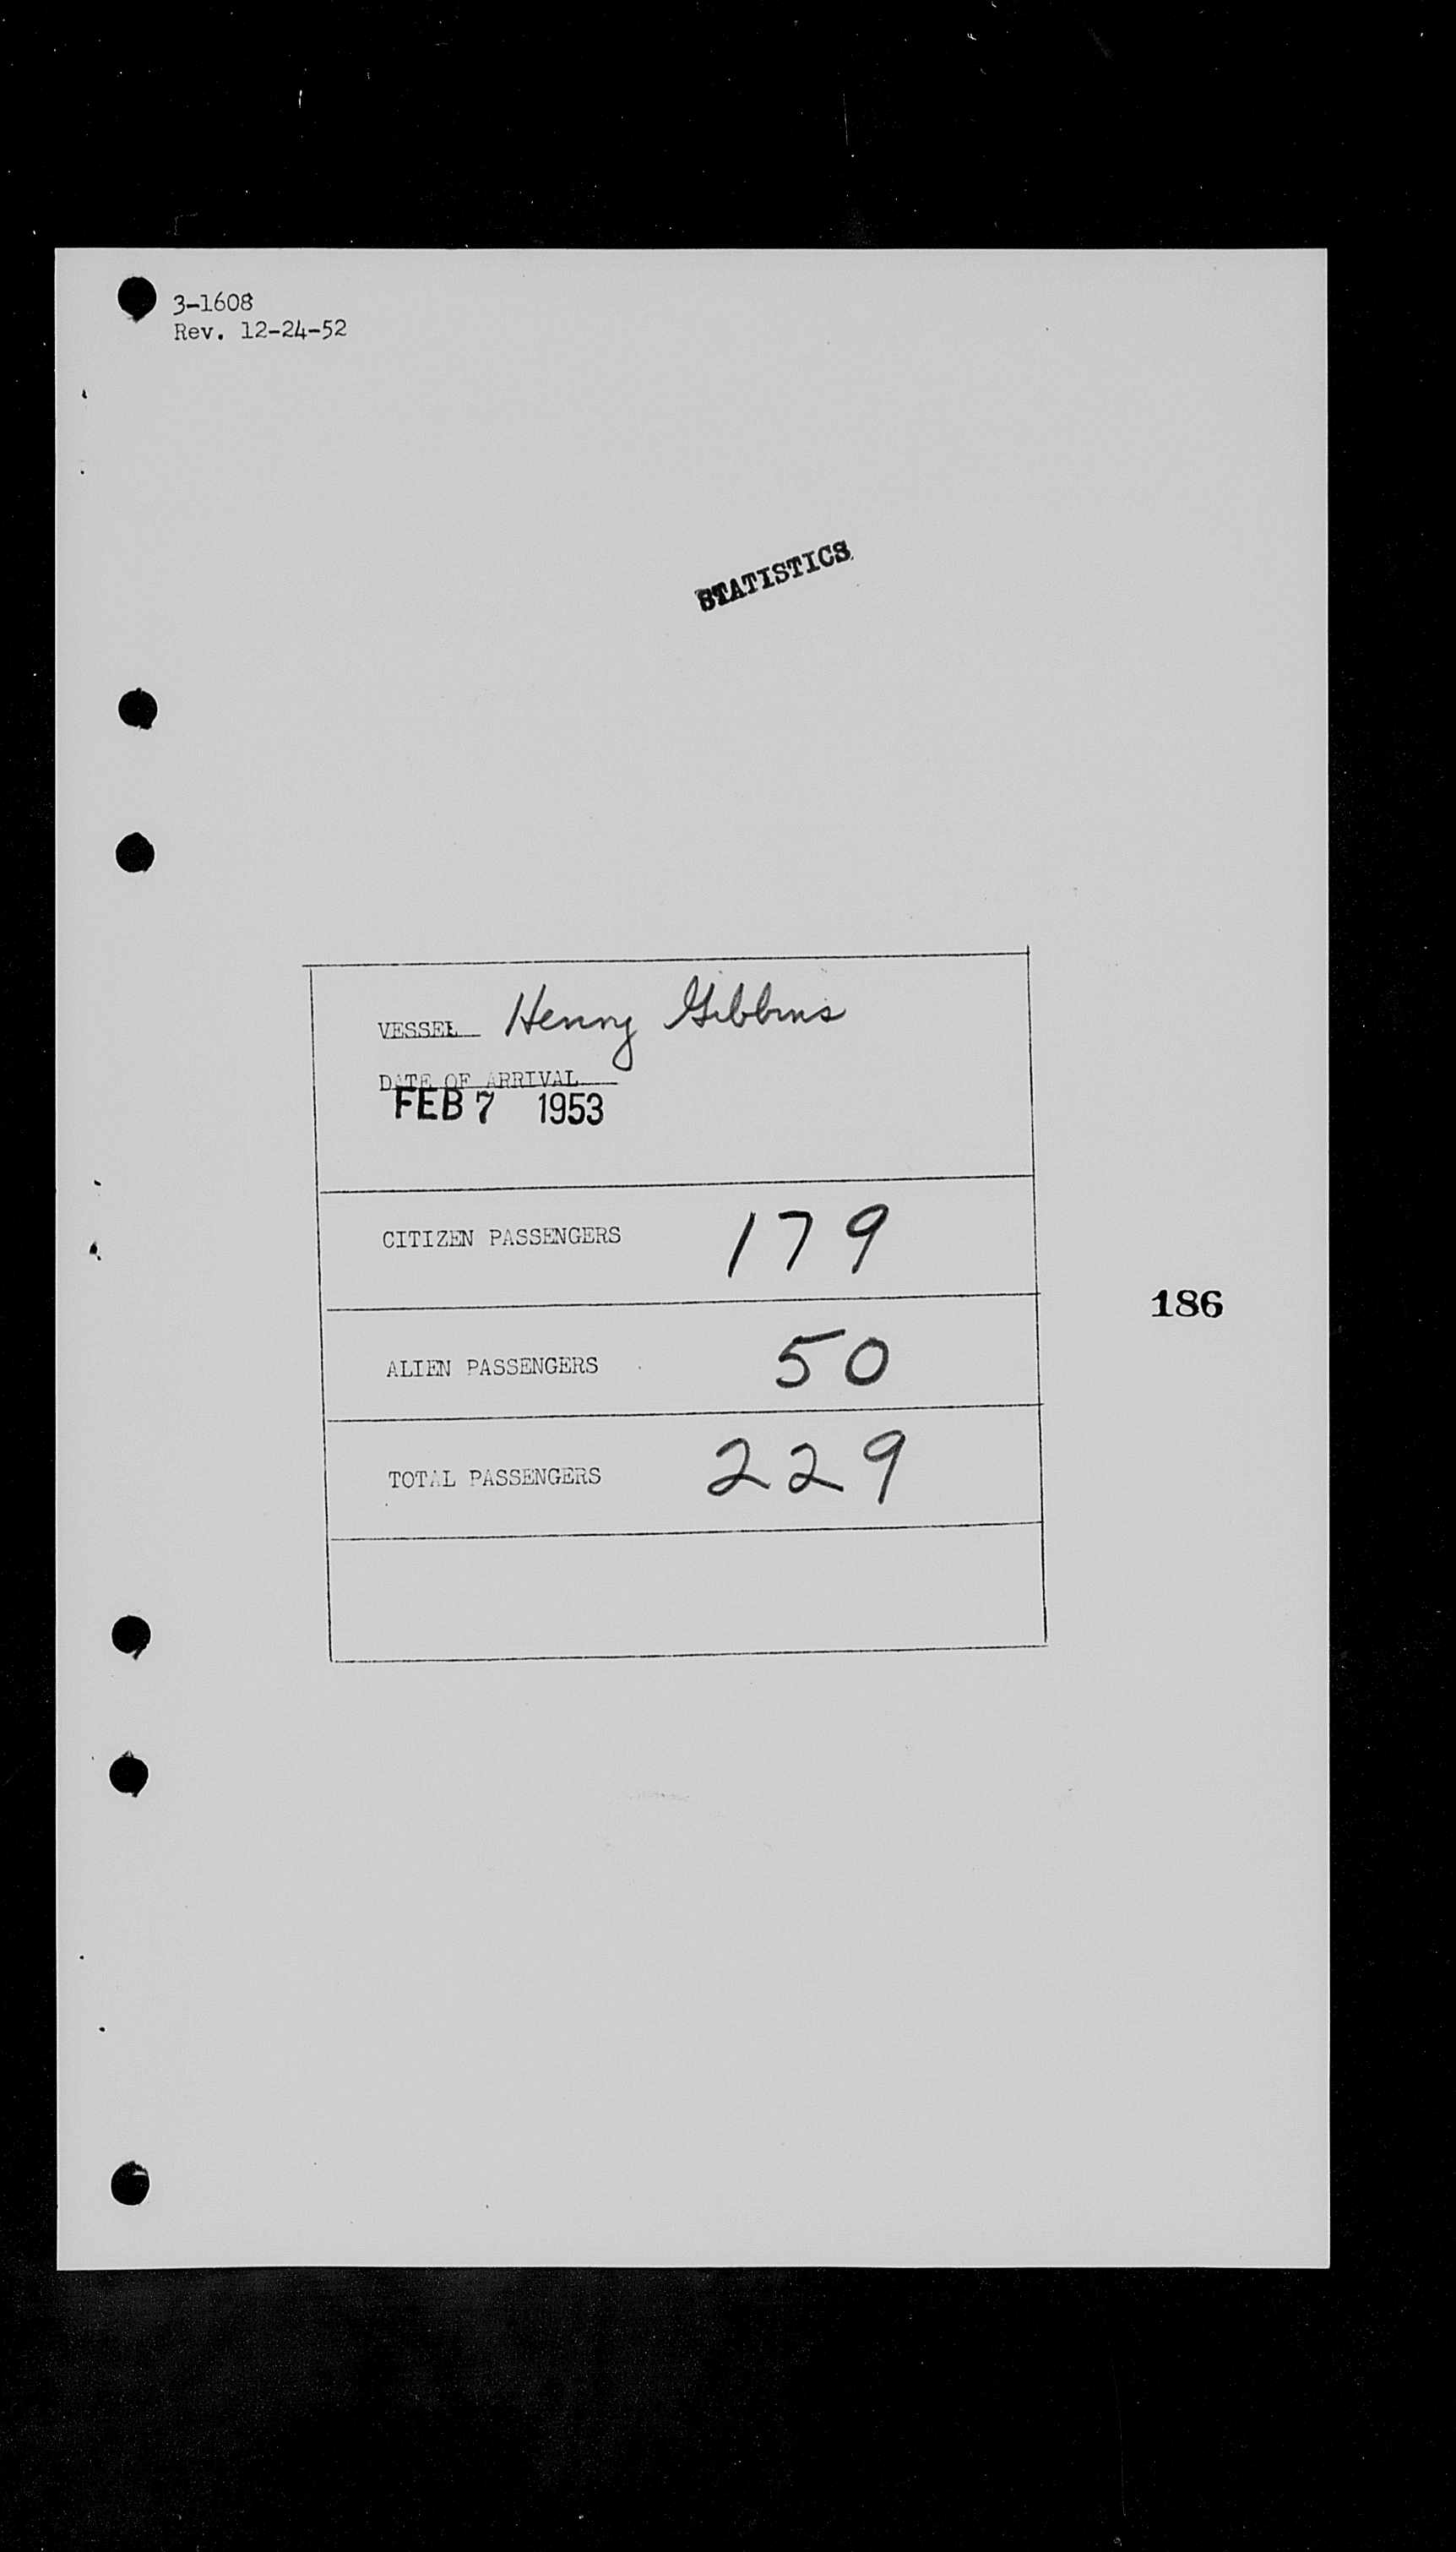 3-1608
Rev. 12-24-52
STATISTICS
VESSEL Henry Gibbins
DATE OF ARRIVAL
FEB 7 1953
CITIZEN PASSENGERS 179
186
ALIEN PASSENGERS 50
TOTAL PASSENGERS 229